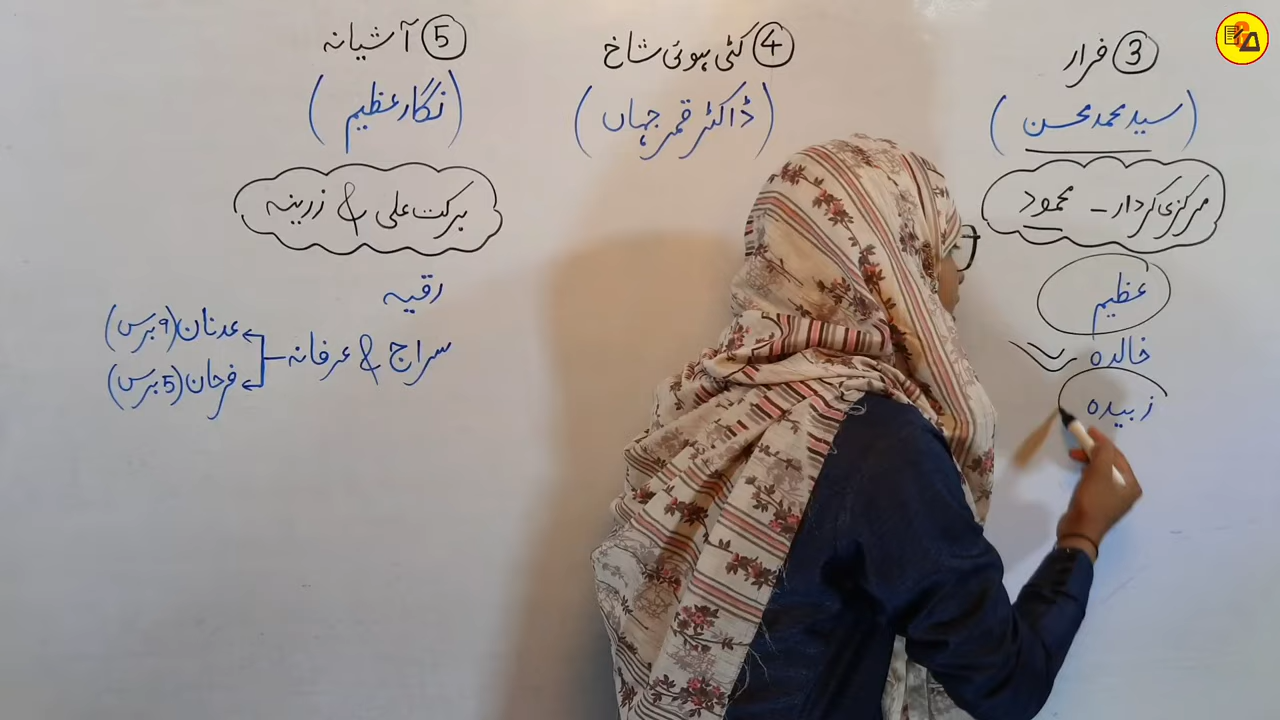 ③ فرار
(سید محمد محسن)
مرکزی کردار - محمود
عظیم
خالدہ
زبیدہ
④ کٹی ہوئی شاخ
(ڈاکٹر قمر جہاں)
⑤ آشیانہ
(نگار عظیم)
برکت علی & زرینہ
رقیہ
سراج & عرفانہ
عدنان (۹ برس)
فرحان (5 برس)